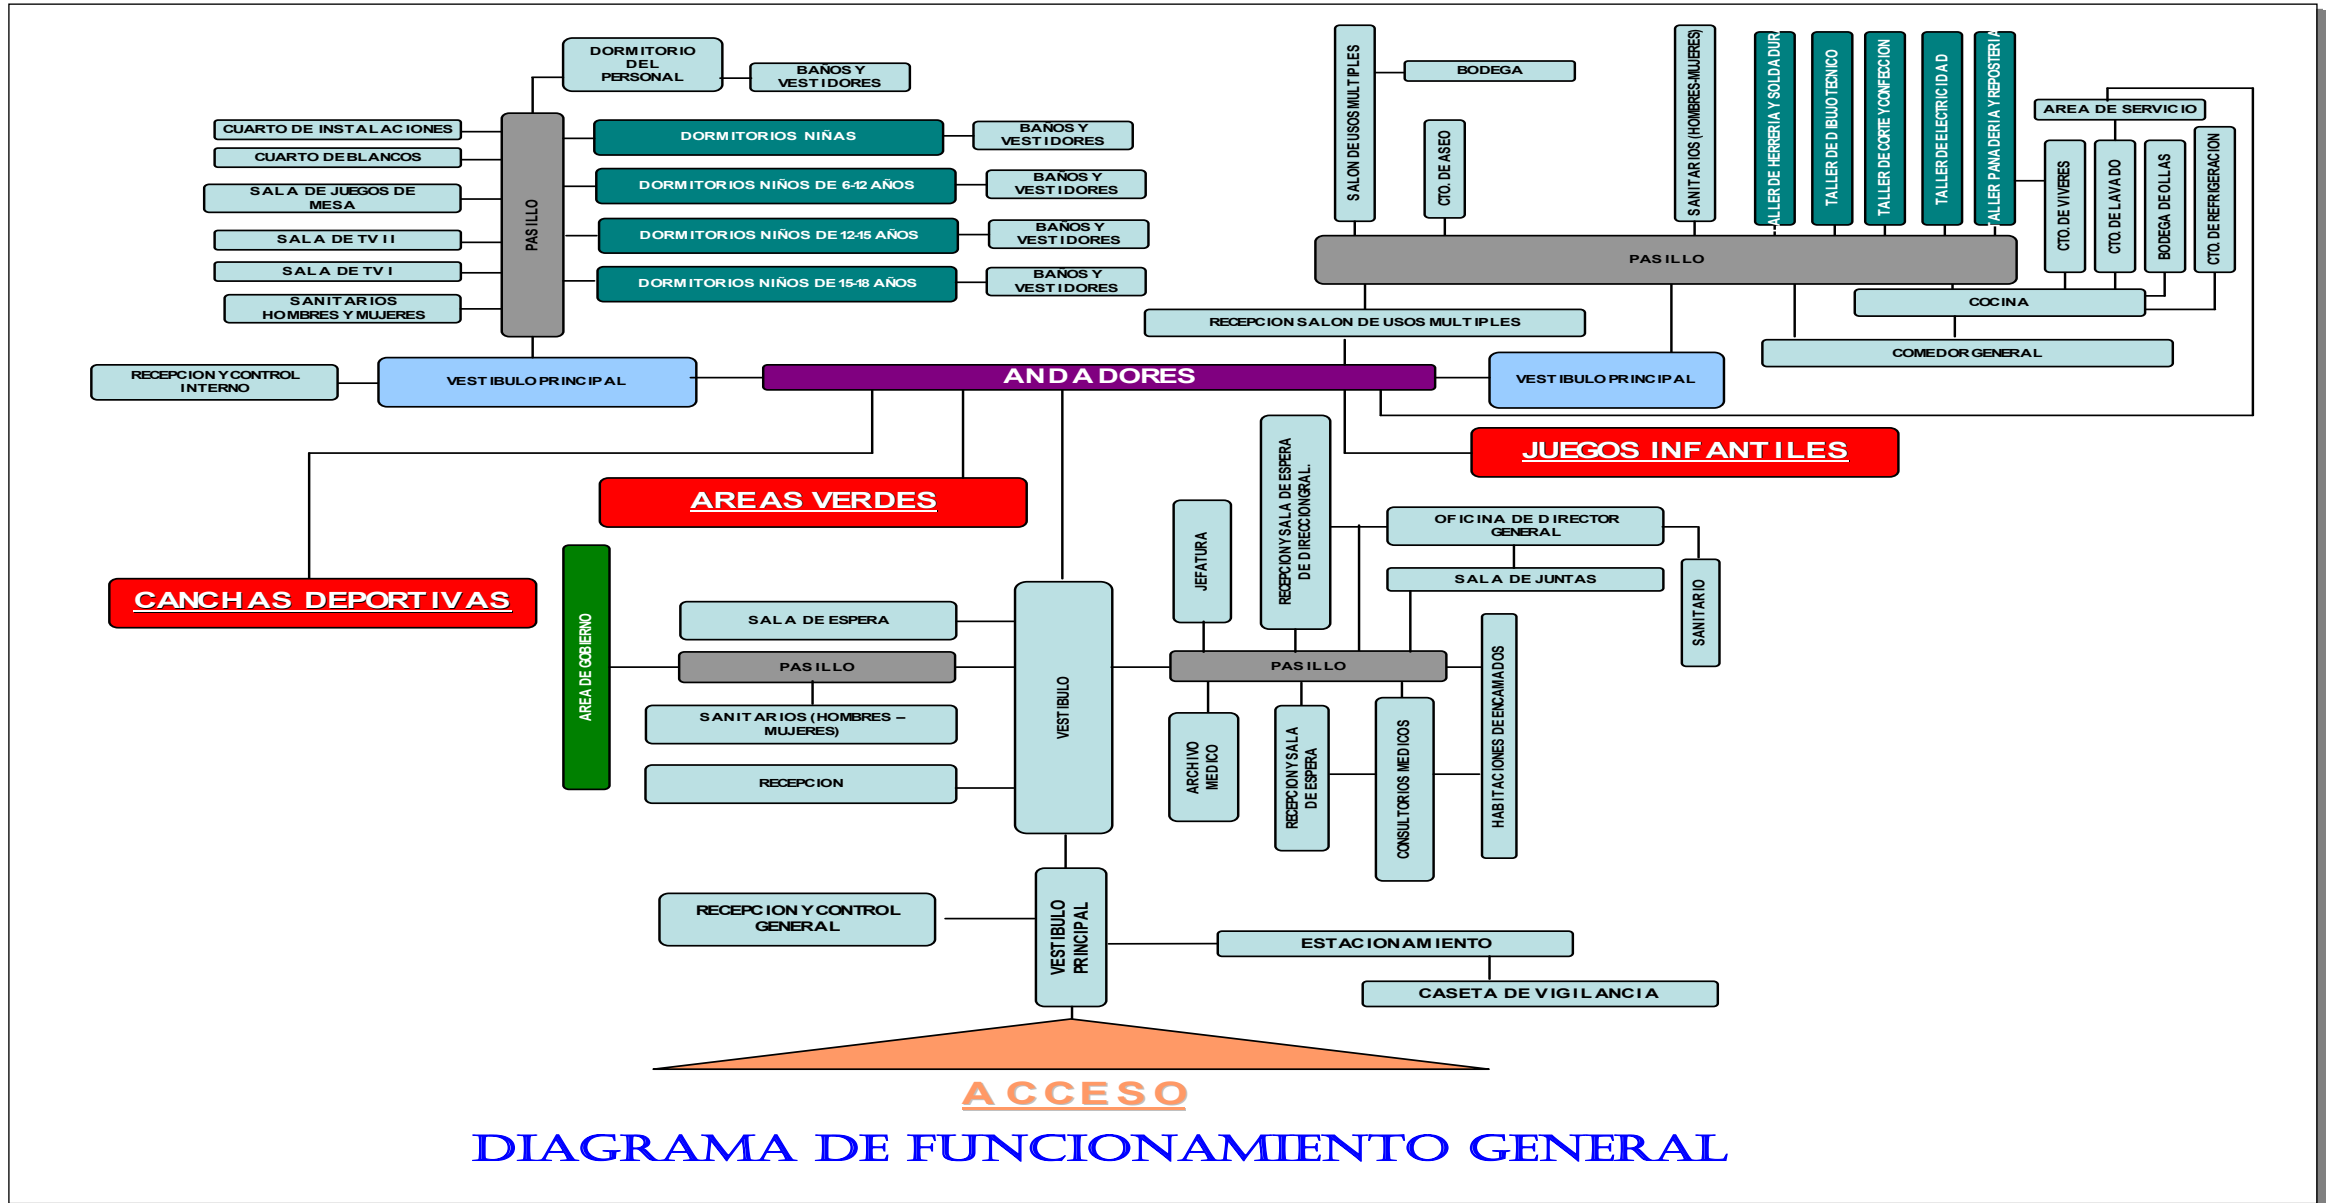 DORMITORIO
DEL
PERSONAL
BAÑOS Y
VESTIDORES
CUARTO DE INSTALACIONES
CUARTO DE BLANCOS
SALA DE JUEGOS DE
MESA
SALA DE TV II
SALA DE TV I
SANITARIOS
HOMBRES Y MUJERES
PASILLO
DORMITORIOS NIÑAS
BAÑOS Y
VESTIDORES
DORMITORIOS NIÑOS DE 6-12 AÑOS
BAÑOS Y
VESTIDORES
DORMITORIOS NIÑOS DE 12-15 AÑOS
BAÑOS Y
VESTIDORES
DORMITORIOS NIÑOS DE 15-18 AÑOS
BAÑOS Y
VESTIDORES
RECEPCION Y CONTROL
INTERNO
VESTIBULO PRINCIPAL
ANDADORES
VESTIBULO PRINCIPAL
SALON DE USOS MULTIPLES
BODEGA
CTO. DE ASEO
SANITARIOS (HOMBRES-MUJERES)
TALLER DE HERRERIA Y SOLDADURA
TALLER DE DIBUJO TECNICO
TALLER DE CORTE Y CONFECCION
TALLER DE ELECTRICIDAD
TALLER PANADERIA Y REPOSTERIA
AREA DE SERVICIO
CTO. DE VIVERES
CTO. DE LAVADO
BODEGA DE OLLAS
CTO. DE REFRIGERACION
PASILLO
COCINA
RECEPCION SALON DE USOS MULTIPLES
COMEDOR GENERAL
JUEGOS INFANTILES
AREAS VERDES
CANCHAS DEPORTIVAS
AREA DE GOBIERNO
SALA DE ESPERA
PASILLO
SANITARIOS (HOMBRES –
MUJERES)
RECEPCION
VESTIBULO
JEFATURA
RECEPCION Y SALA DE ESPERA
DE DIRECCION GRAL.
OFICINA DE DIRECTOR
GENERAL
SALA DE JUNTAS
SANITARIO
PASILLO
ARCHIVO
MEDICO
RECEPCION Y SALA
DE ESPERA
CONSULTORIOS MEDICOS
HABITACIONES DE ENCAMADOS
RECEPCION Y CONTROL
GENERAL
VESTIBULO
PRINCIPAL
ESTACIONAMIENTO
CASETA DE VIGILANCIA
ACCESO
DIAGRAMA DE FUNCIONAMIENTO GENERAL